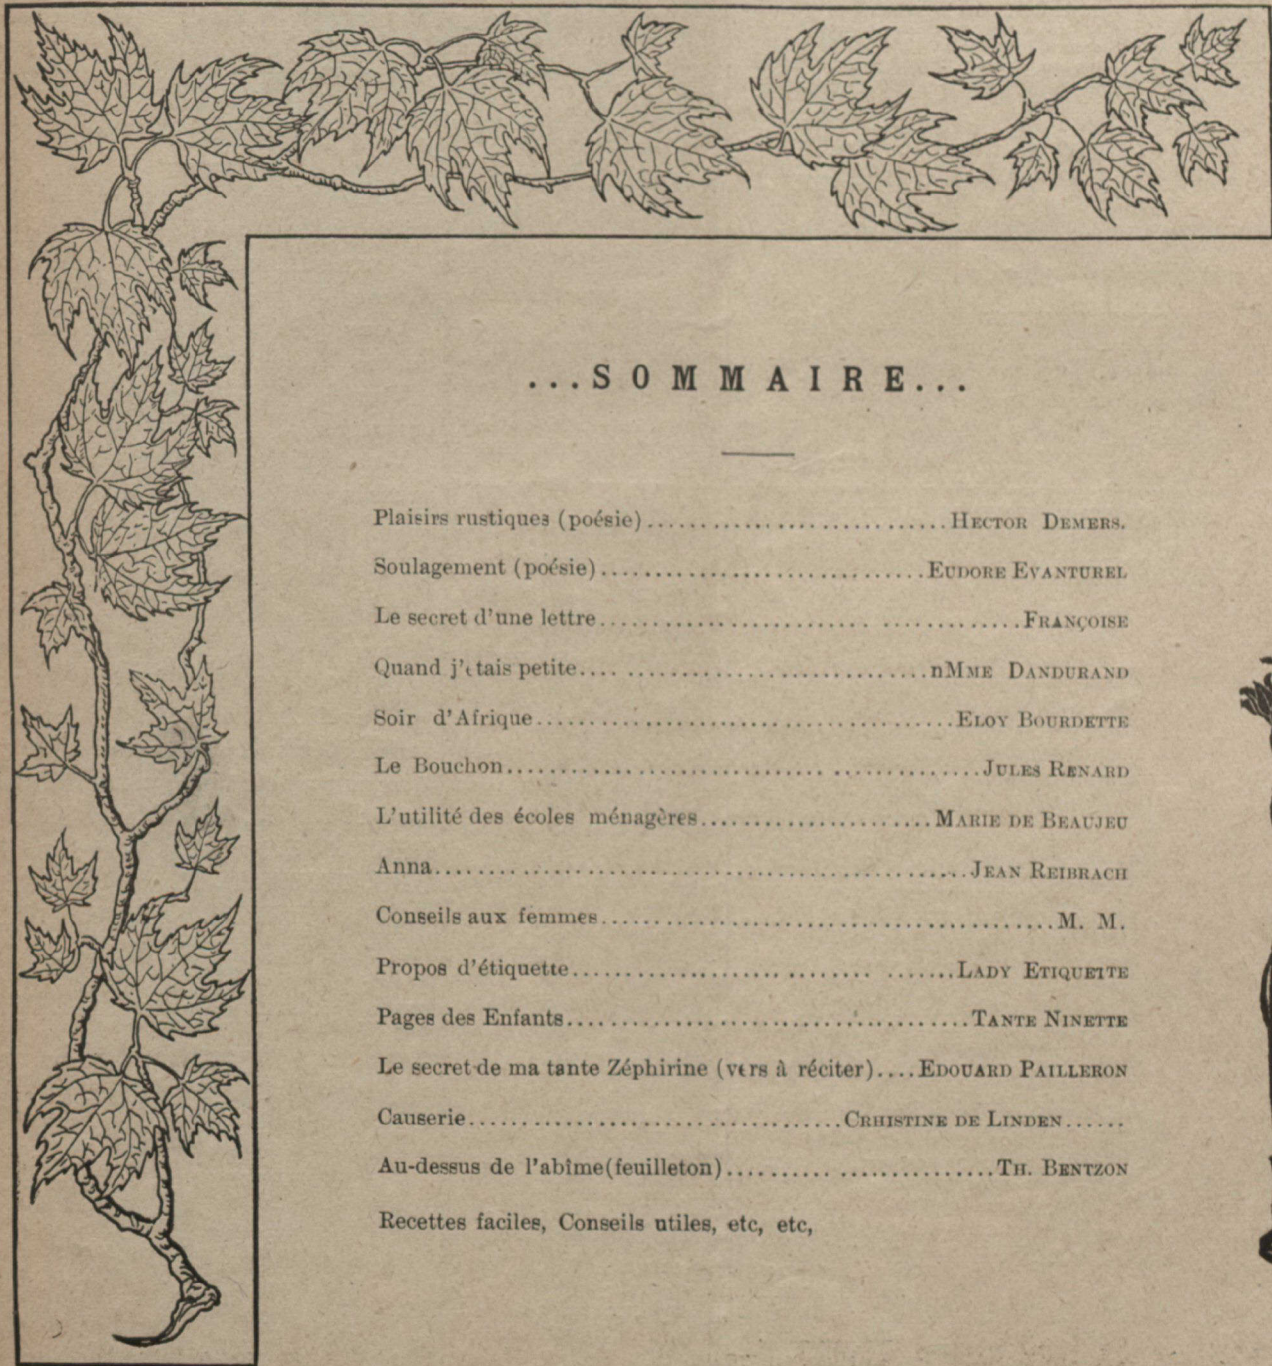 ...SOMMAIRE...
Plaisirs rustiques (poésie)..............................HECTOR DEMERS.
Soulagement (poésie)..............................EUDORE EVANTUREL
Le secret d'une lettre........................ ..............FRANÇOISE
Quand j'étais petite.... ...........................nMME DANDURAND
Soir d'Afrique.......................................ELOY BOURDETTE
Le Bouchon.............................. ..............JULES RENARD
L'utilité des écoles ménagères......................MARIE DE BEAUJEU
Anna..................................................JEAN REIBRACH
Conseils aux femmes..........................................M. M.
Propos d'étiquette................... ........ .......LADY ETIQUETTE
Pages des Enfants......................................TANTE NINETTE
Le secret de ma tante Zéphirine (vers à réciter)....EDOUARD PAILLERON
Causerie...................................CRHISTINE DE LINDEN......
Au-dessus de l'abîme(feuilleton).......... ..............TH. BENTZON
Recettes faciles, Conseils utiles, etc, etc,